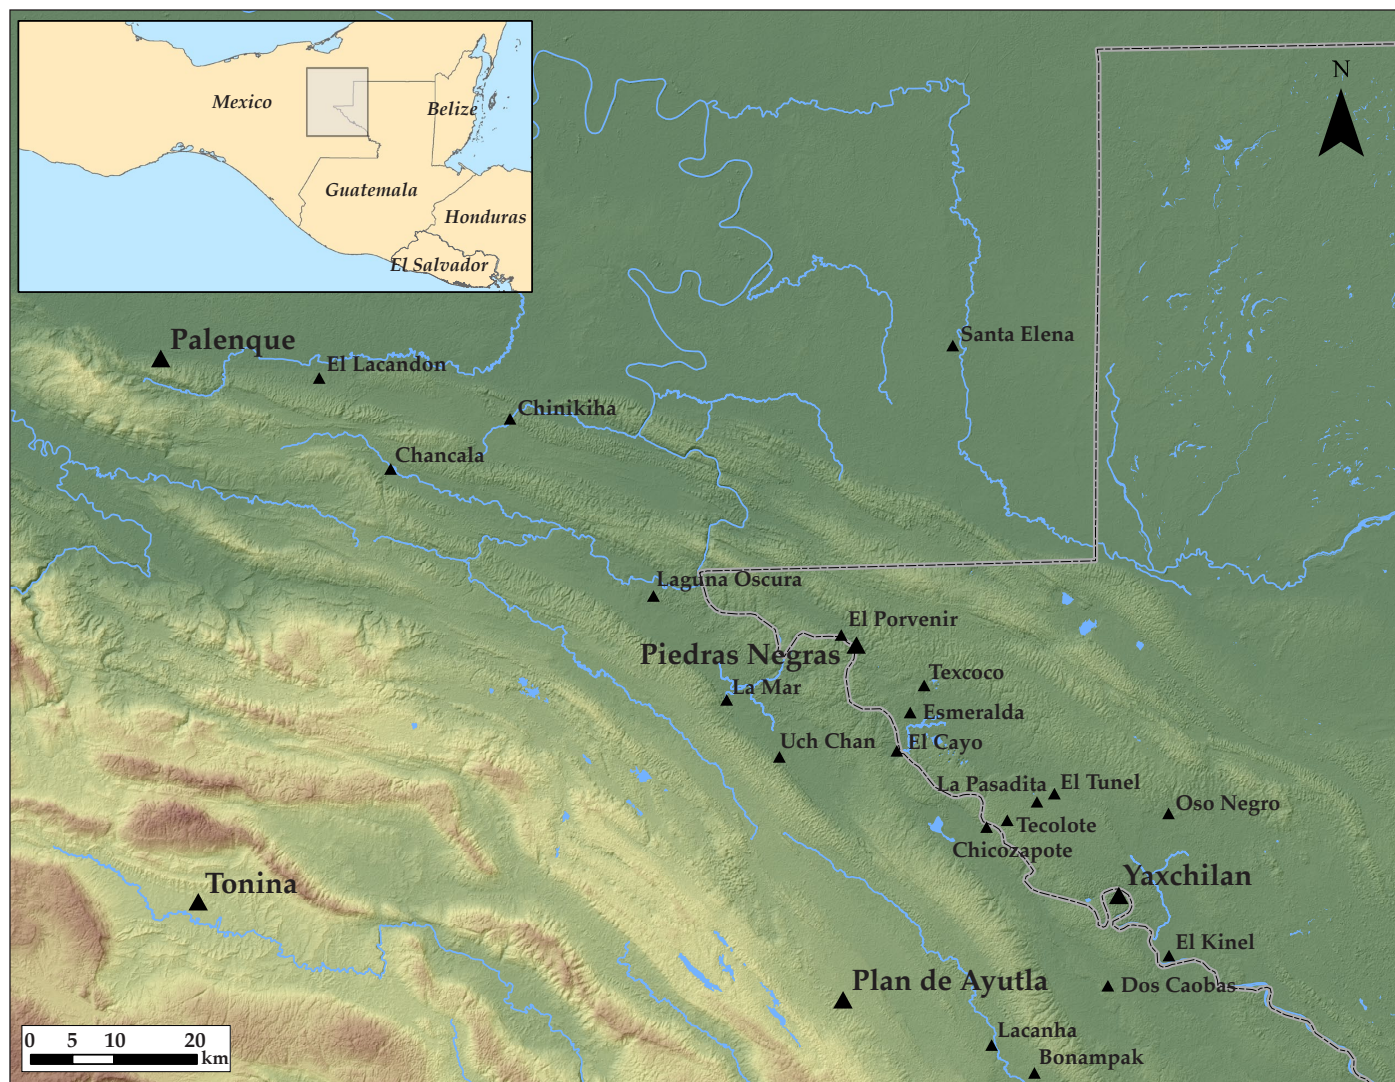 N
Mexico
Belize
Guatemala
Honduras
El Salvador
Palenque
Santa Elena
El Lacandon
Chinikiha
Chancala
Laguna Oscura
El Porvenir
Piedras Negras
Texcoco
La Mar
Esmeralda
Uch Chan
El Cayo
La Pasadita
El Tunel
Oso Negro
Tecolote
Chicozapote
Tonina
Yaxchilan
El Kinel
Plan de Ayutla
Dos Caobas
Lacanha
Bonampak
0 5 10 20
km